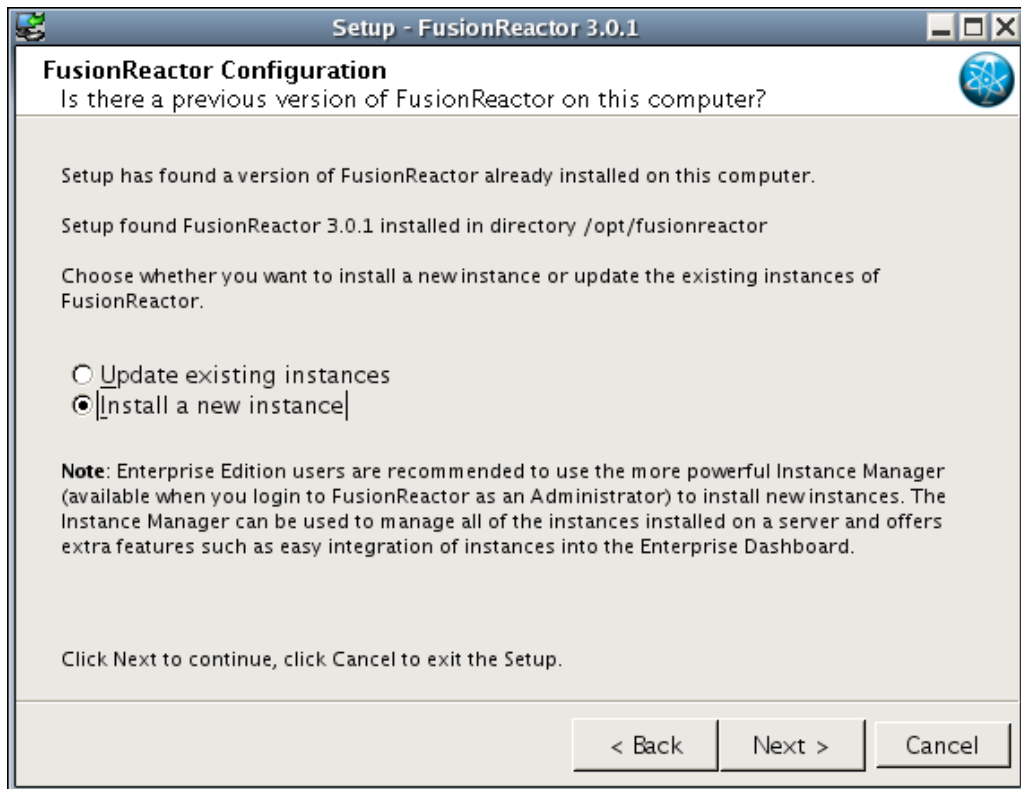 Setup - FusionReactor 3.0.1
FusionReactor Configuration
Is there a previous version of FusionReactor on this computer?
Setup has found a version of FusionReactor already installed on this computer.
Setup found FusionReactor 3.0.1 installed in directory /opt/fusionreactor
Choose whether you want to install a new instance or update the existing instances of
FusionReactor.
Update existing instances
Install a new instance
Note: Enterprise Edition users are recommended to use the more powerful Instance Manager
(available when you login to FusionReactor as an Administrator) to install new instances. The
Instance Manager can be used to manage all of the instances installed on a server and offers
extra features such as easy integration of instances into the Enterprise Dashboard.
Click Next to continue, click Cancel to exit the Setup.
< Back Next > Cancel